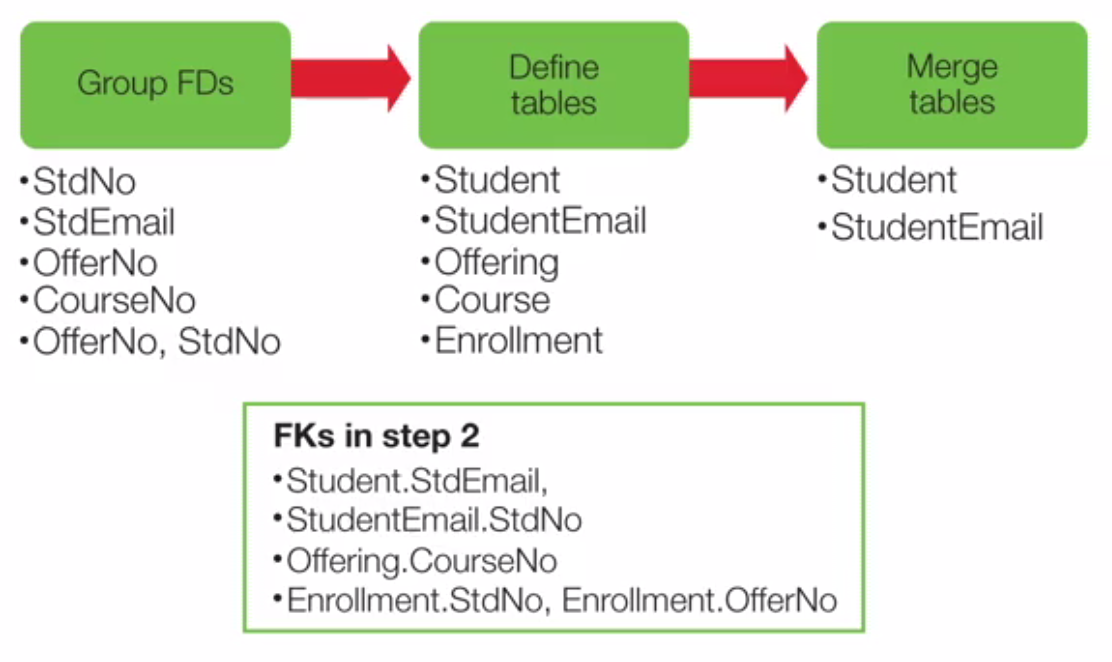 Group FDs
Define
tables
Merge
tables
•StdNo
•StdEmail
•OfferNo
•CourseNo
•OfferNo, StdNo
•Student
•StudentEmail
•Offering
•Course
•Enrollment
•Student
•StudentEmail
FKs in step 2
•Student.StdEmail,
•StudentEmail.StdNo
•Offering.CourseNo
•Enrollment.StdNo, Enrollment.OfferNo